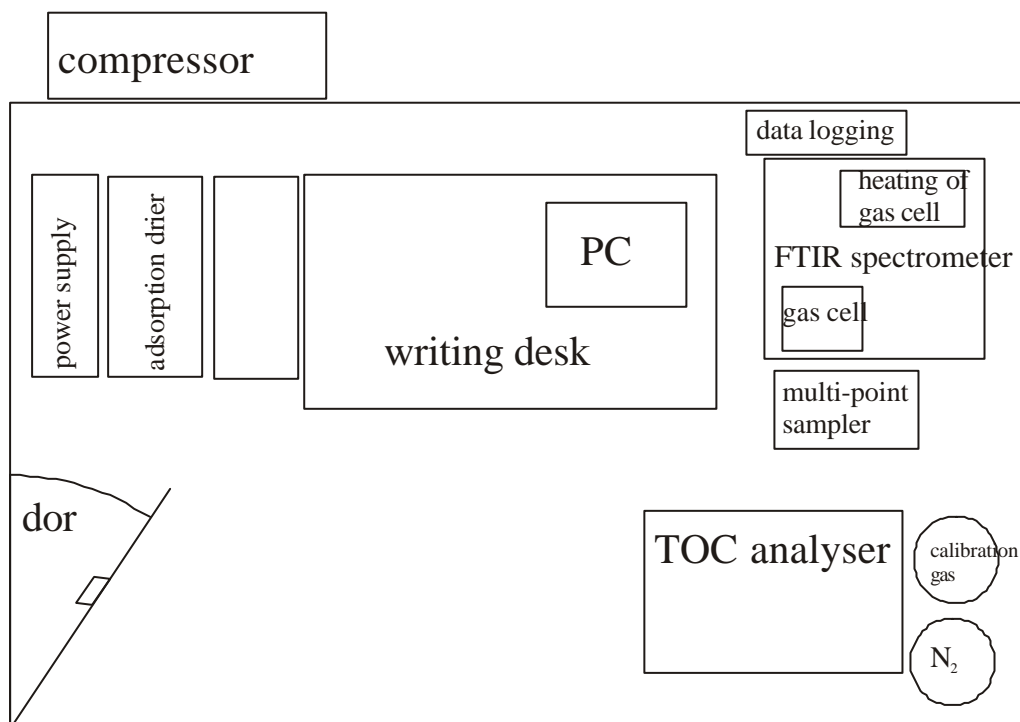 compressor
data logging
heating of
gas cell
power supply
adsorption drier
PC
FTIR spectrometer
gas cell
writing desk
multi-point
sampler
dor
TOC analyser
calibration
gas
N₂